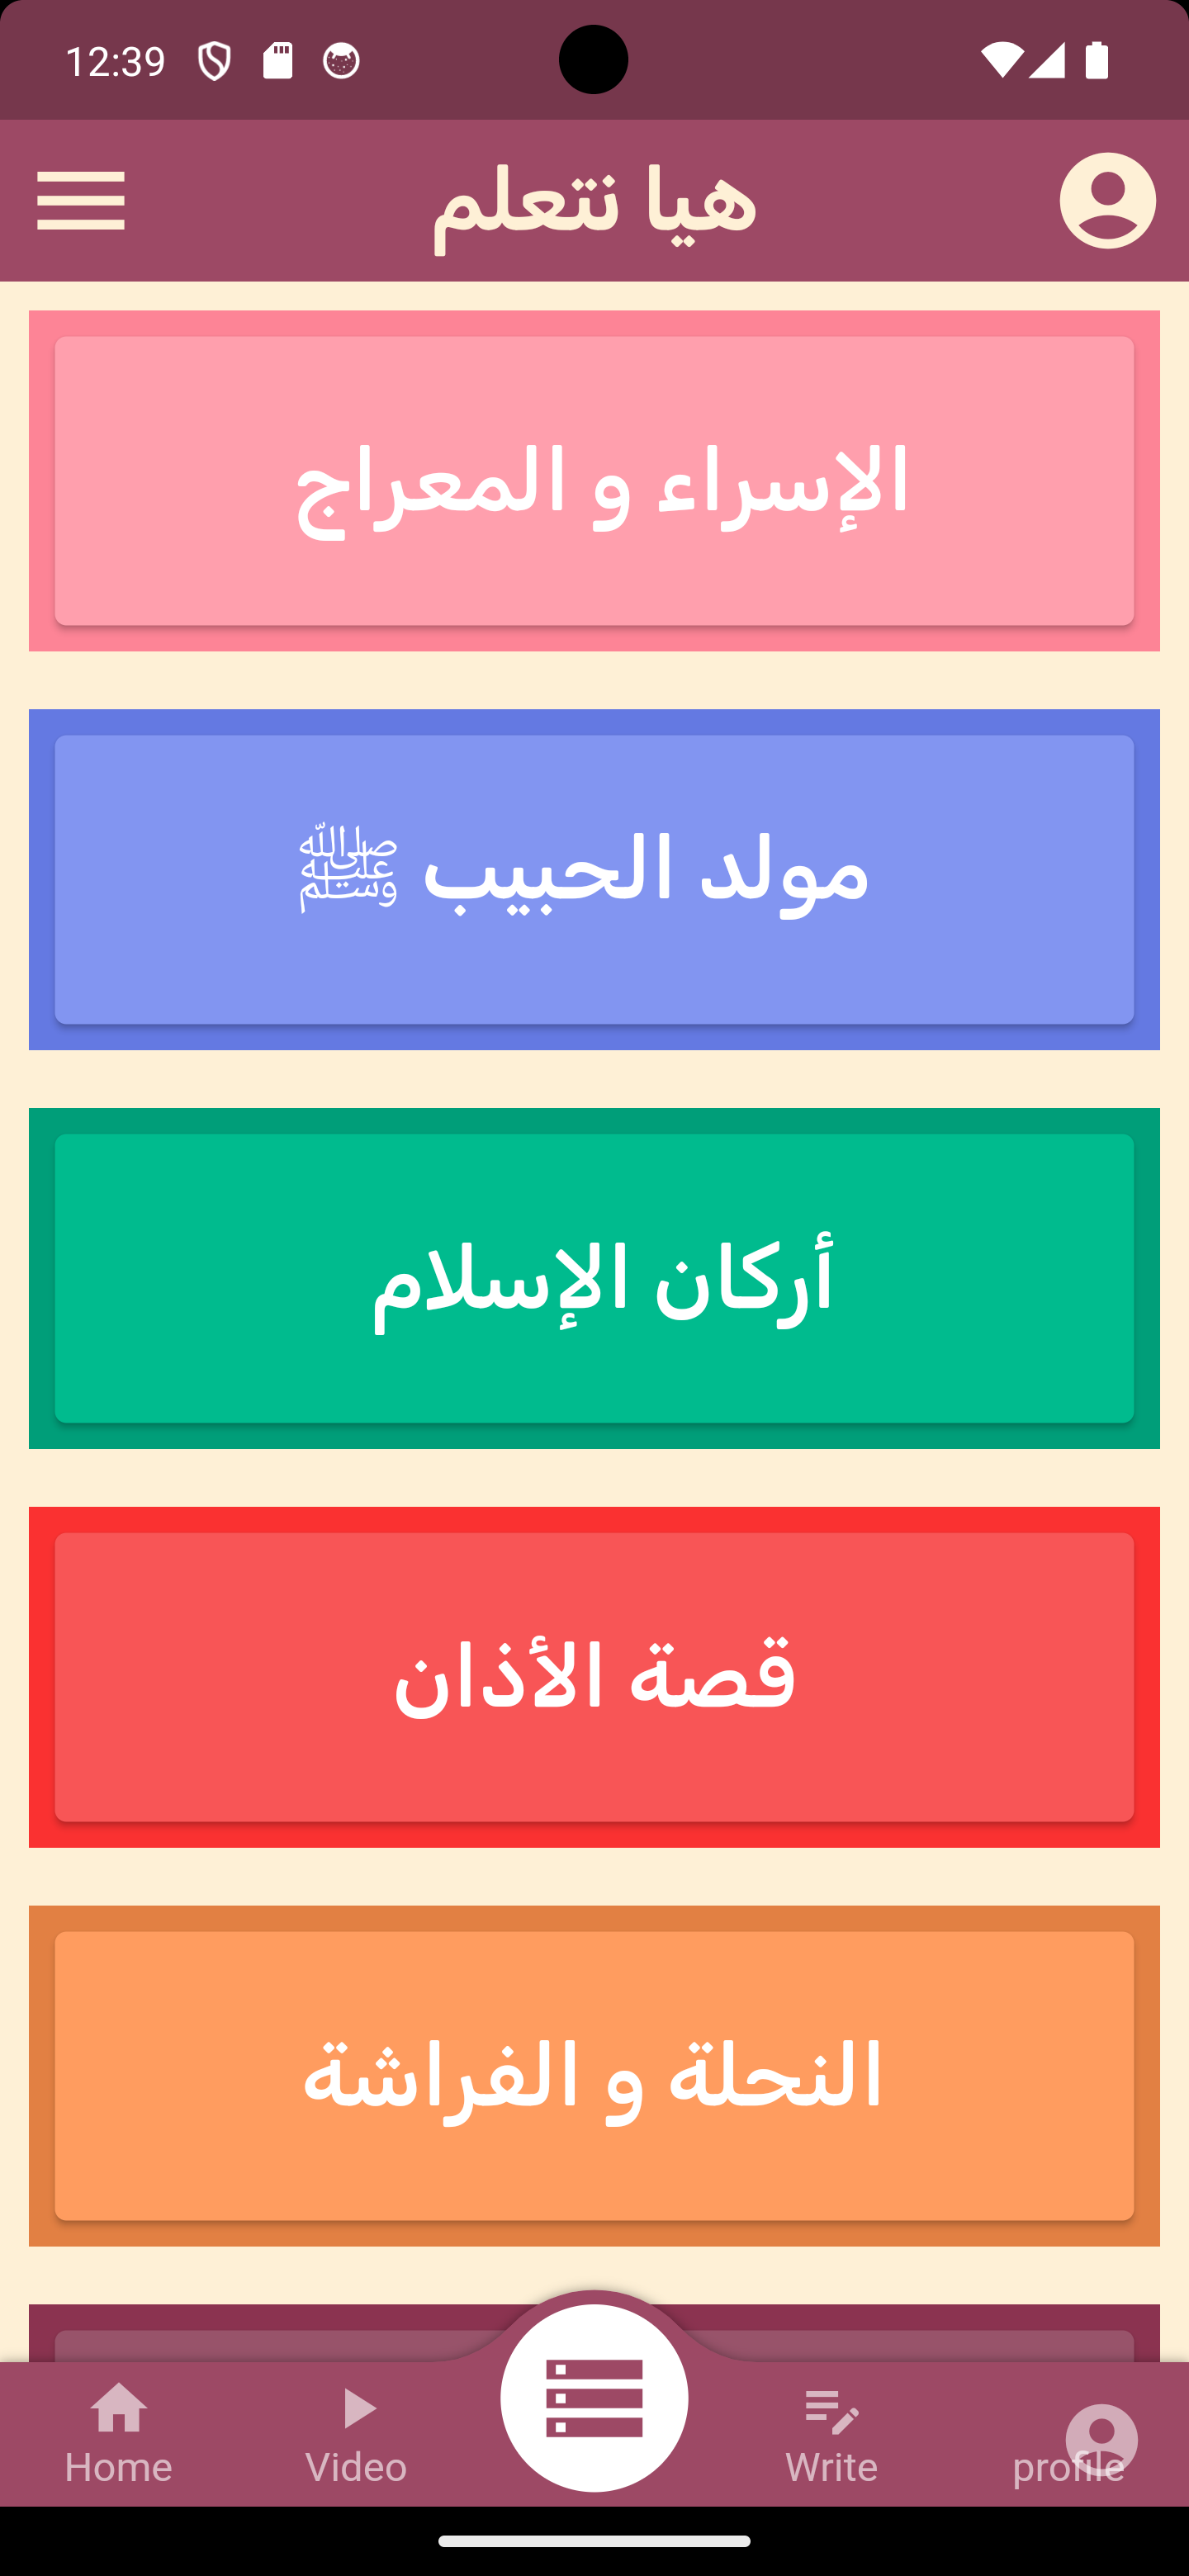 12:39
هيا نتعلم
الإسراء و المعراج
مولد الحبيب ﷺ
أركان الإسلام
قصة الأذان
النحلة و الفراشة
Home
Video
Write
profile